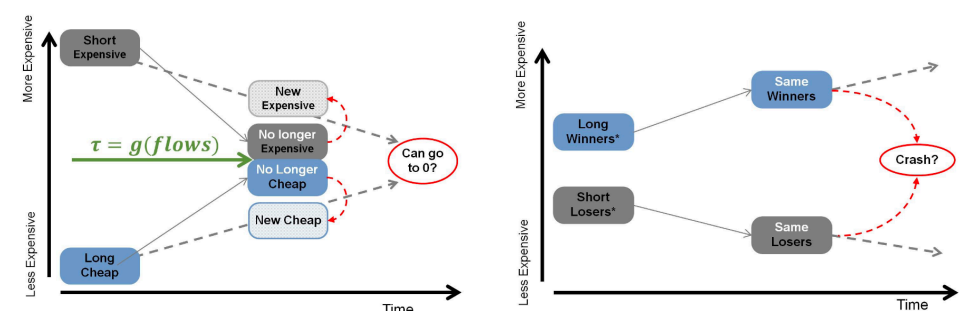 More Expensive
Less Expensive
Short
Expensive
τ = g(flows)
Long
Cheap
New
Expensive
No longer
Expensive
No Longer
Cheap
New Cheap
Can go
to 0?
Time
More Expensive
Less Expensive
Long
Winners*
Short
Losers*
Same
Winners
Same
Losers
Crash?
Time